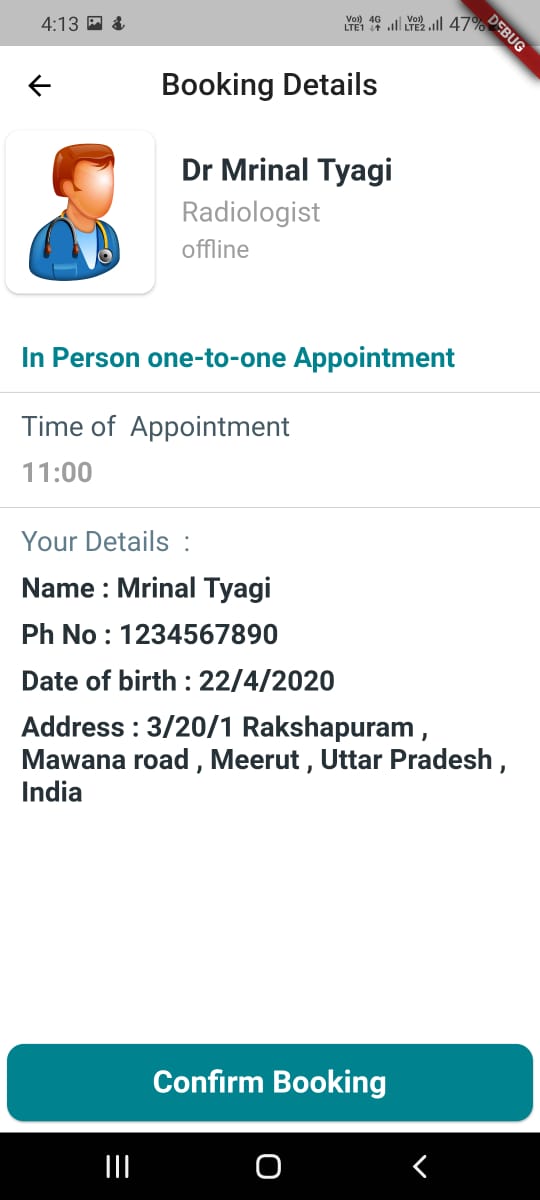 4:13 Vo)) LTE1 4G Vo)) LTE2 47%
DEBUG
Booking Details
Dr Mrinal Tyagi
Radiologist
offline
In Person one-to-one Appointment
Time of  Appointment
11:00
Your Details  :
Name : Mrinal Tyagi
Ph No : 1234567890
Date of birth : 22/4/2020
Address : 3/20/1 Rakshapuram ,
Mawana road , Meerut , Uttar Pradesh ,
India
Confirm Booking